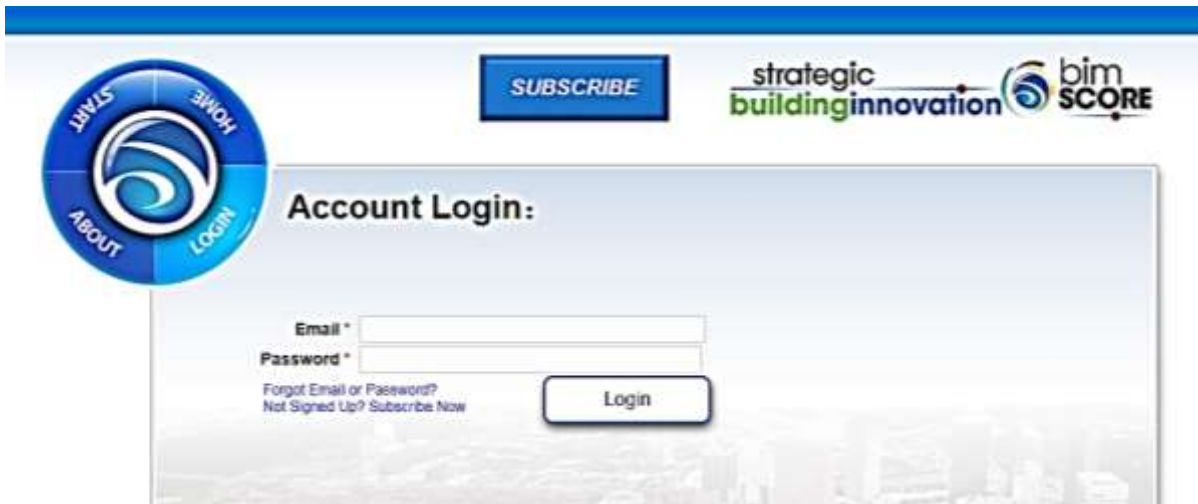 START
HOME
ABOUT
LOGIN
SUBSCRIBE
strategic
buildinginnovation
bim
SCORE
Account Login:
Email *
Password *
Forgot Email or Password?
Not Signed Up? Subscribe Now
Login